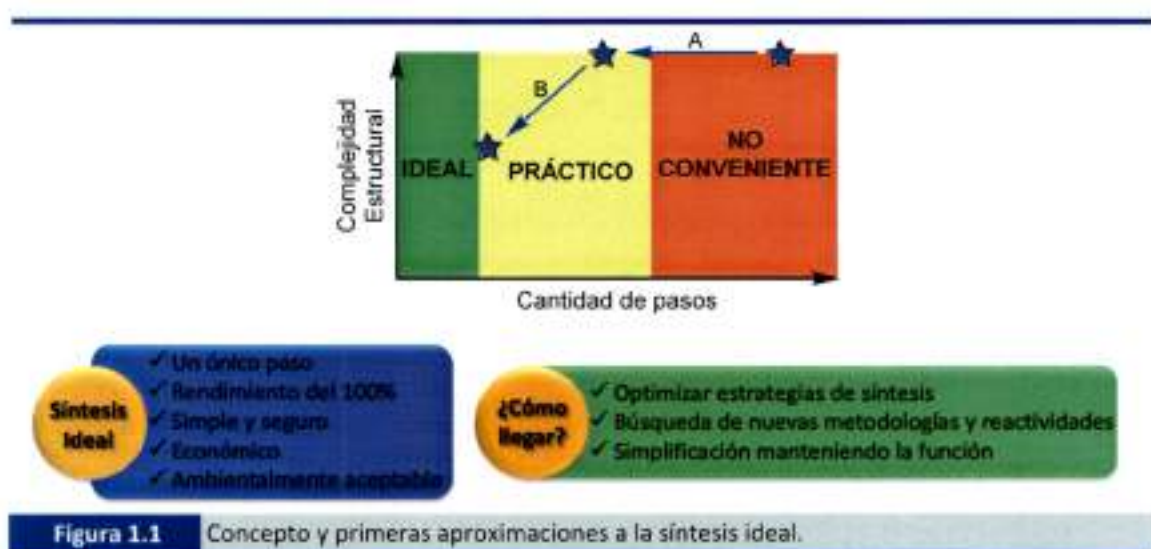 A
B
Complejidad
Estructural
IDEAL
PRÁCTICO
NO
CONVENIENTE
Cantidad de pasos
Síntesis
Ideal
✓ Un único paso
✓ Rendimiento del 100%
✓ Simple y seguro
✓ Económico
✓ Ambientalmente aceptable
¿Cómo
llegar?
✓ Optimizar estrategias de síntesis
✓ Búsqueda de nuevas metodologías y reactividades
✓ Simplificación manteniendo la función
Figura 1.1 Concepto y primeras aproximaciones a la síntesis ideal.